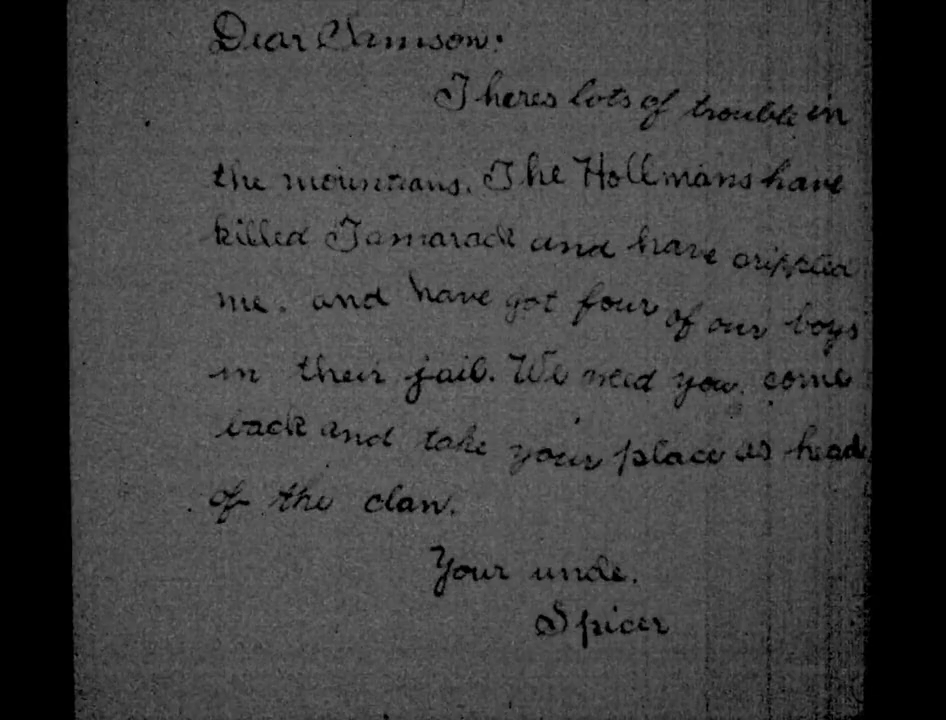 Dear Samson:
Theres lots of trouble in
the mountians. The Hollmans have
killed Tamarack and have crippled
me. and have got four of our boys
in their jail. We need you. come
back and take your place as head
of the clan.
Your uncle.
Spicer